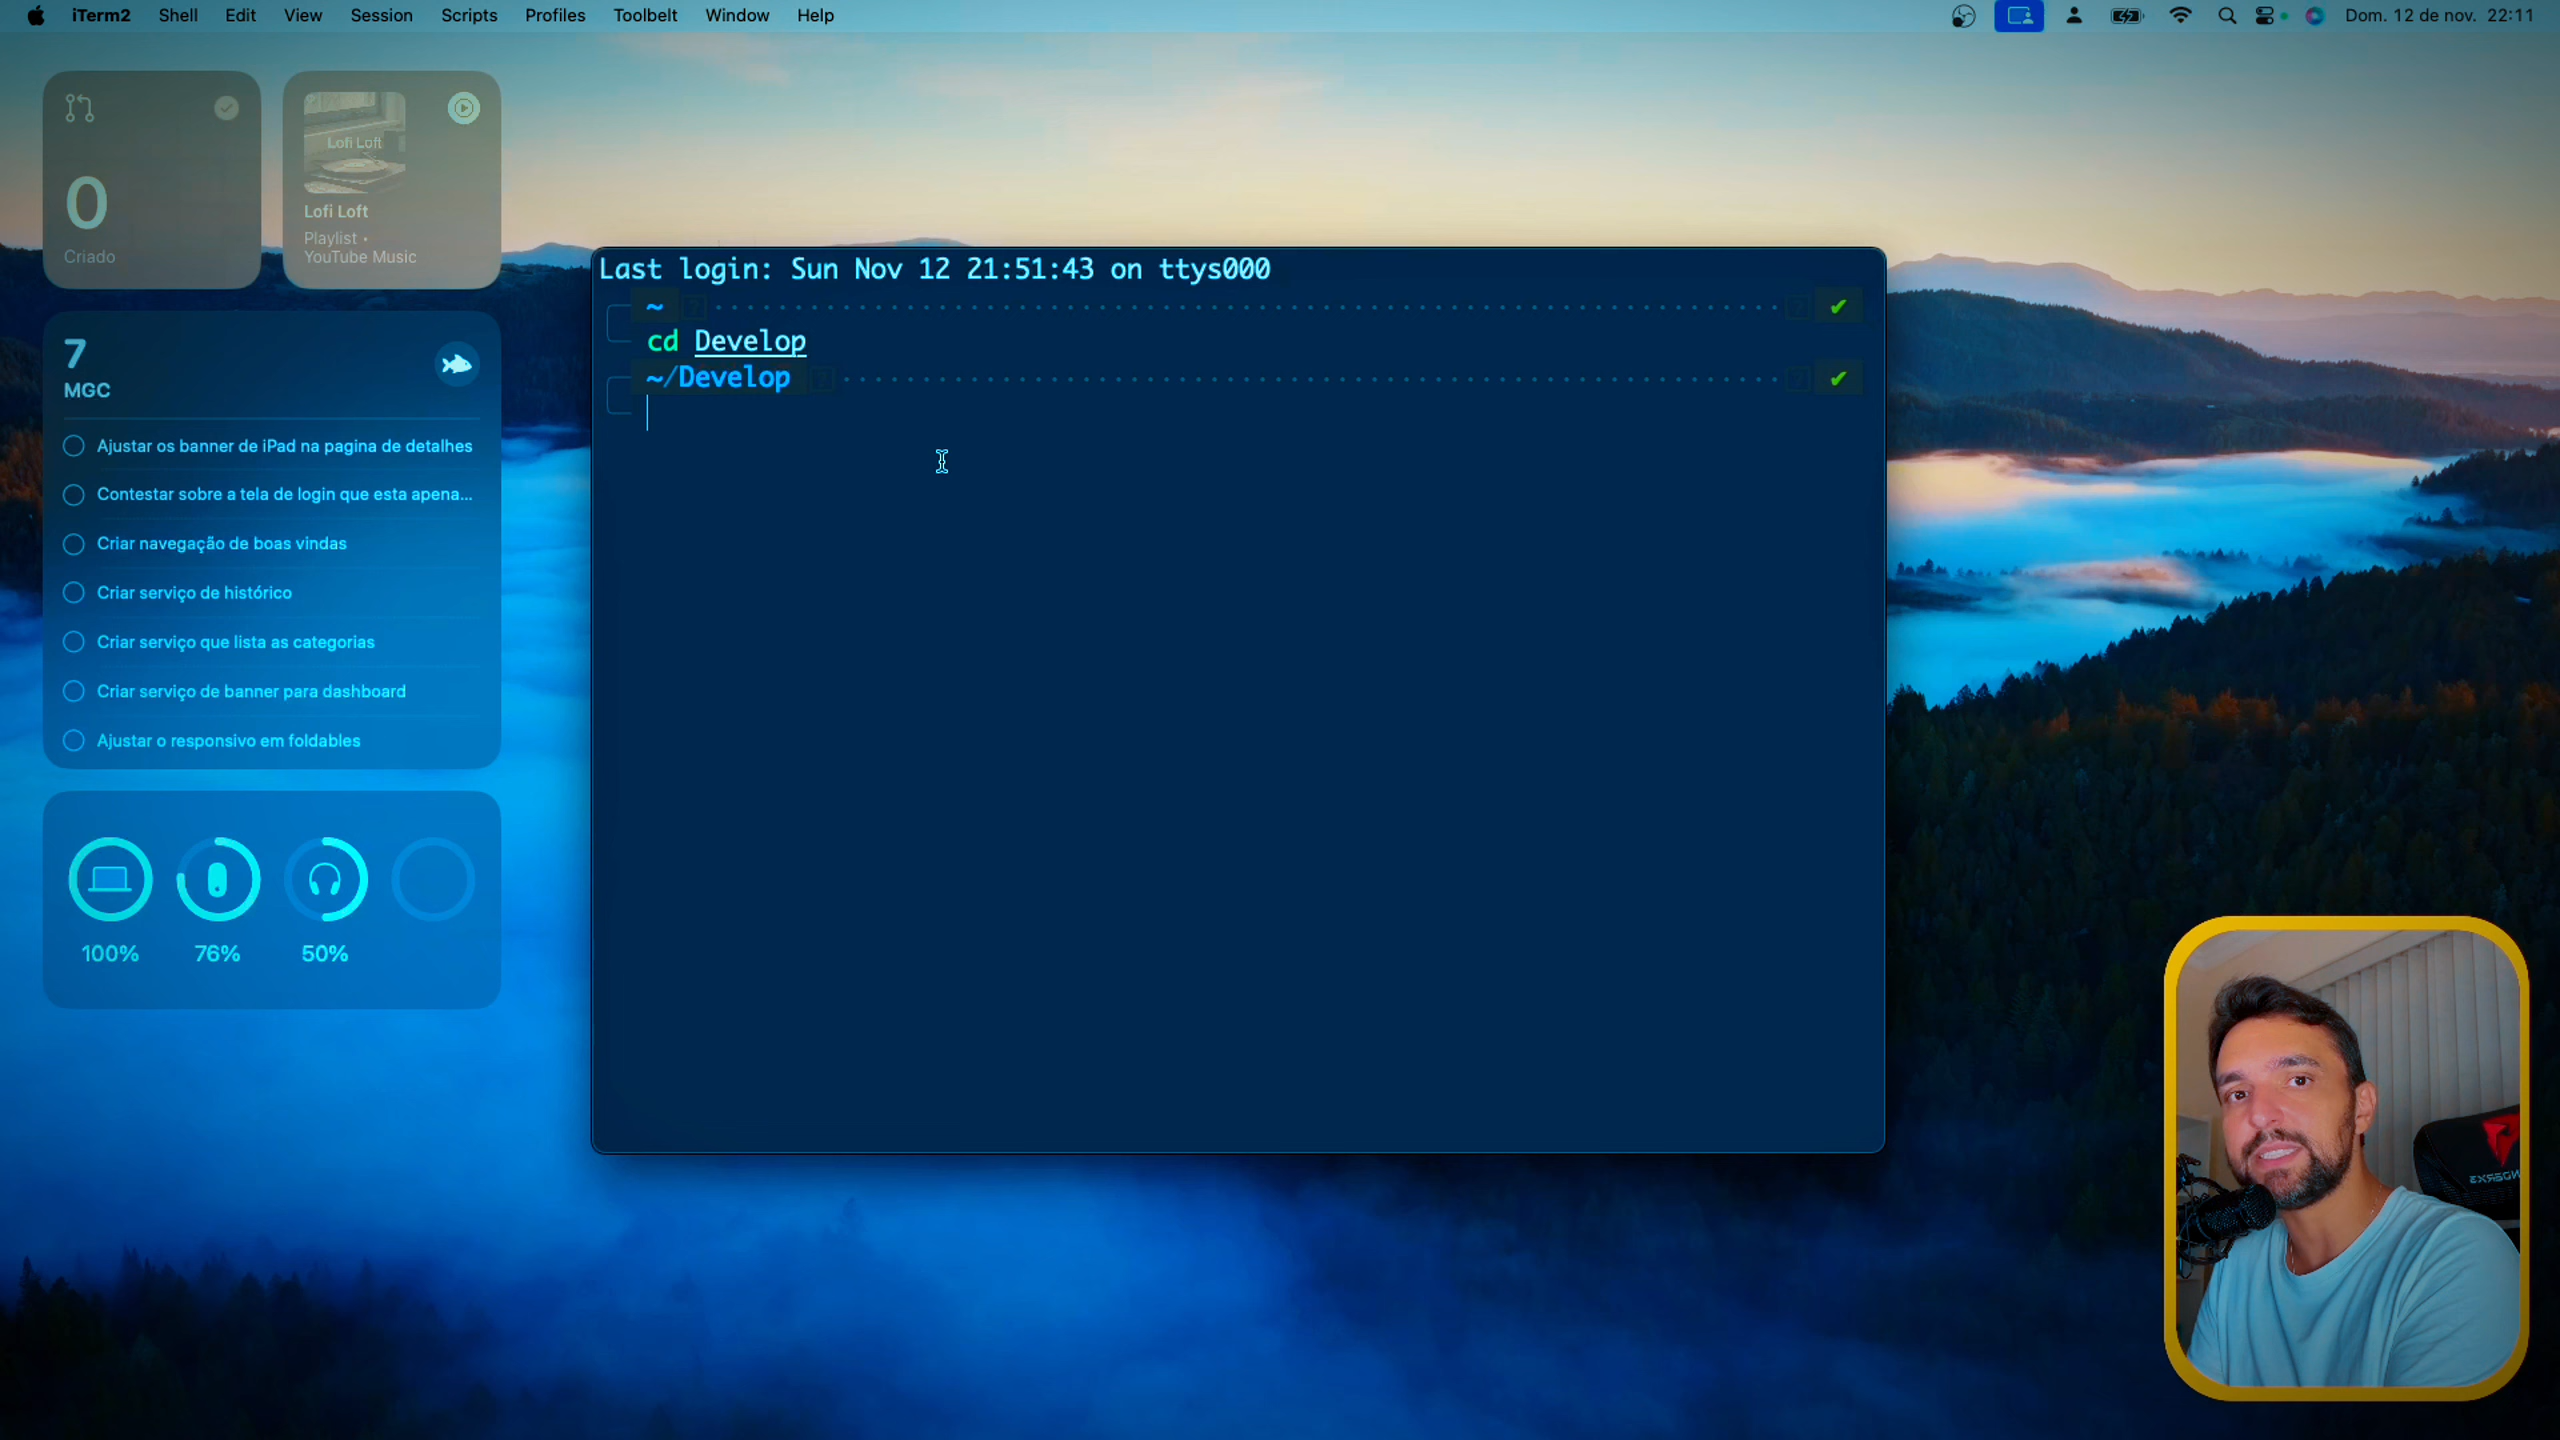 iTerm2 Shell Edit View Session Scripts Profiles Toolbelt Window Help Dom. 12 de nov. 22:11
0
Criado
Lofi Loft
Lofi Loft
Playlist •
YouTube Music
7
MGC
Ajustar os banner de iPad na pagina de detalhes
Contestar sobre a tela de login que esta apena...
Criar navegação de boas vindas
Criar serviço de histórico
Criar serviço que lista as categorias
Criar serviço de banner para dashboard
Ajustar o responsivo em foldables
100% 76% 50%
Last login: Sun Nov 12 21:51:43 on ttys000
~
cd Develop
~/Develop